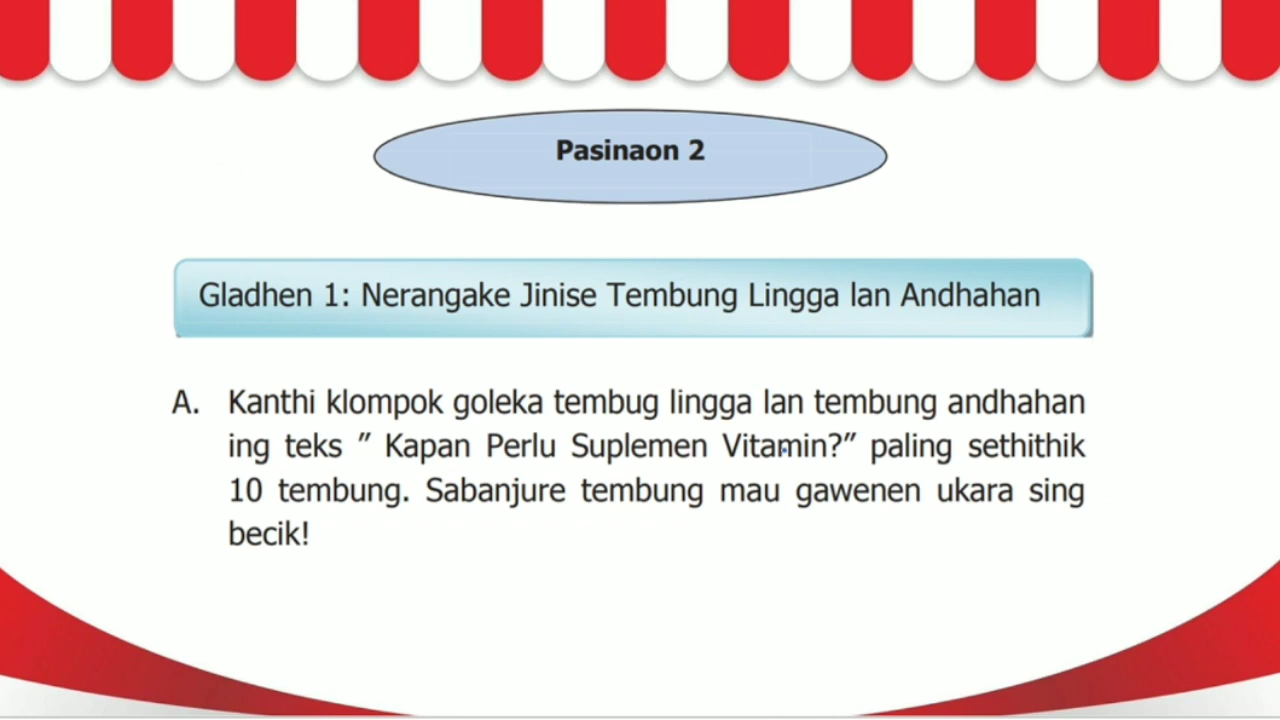 Pasinaon 2
Gladhen 1: Nerangake Jinise Tembung Lingga lan Andhahan
A. Kanthi klompok goleka tembug lingga lan tembung andhahan
ing teks ” Kapan Perlu Suplemen Vitamin?” paling sethithik
10 tembung. Sabanjure tembung mau gawenen ukara sing
becik!